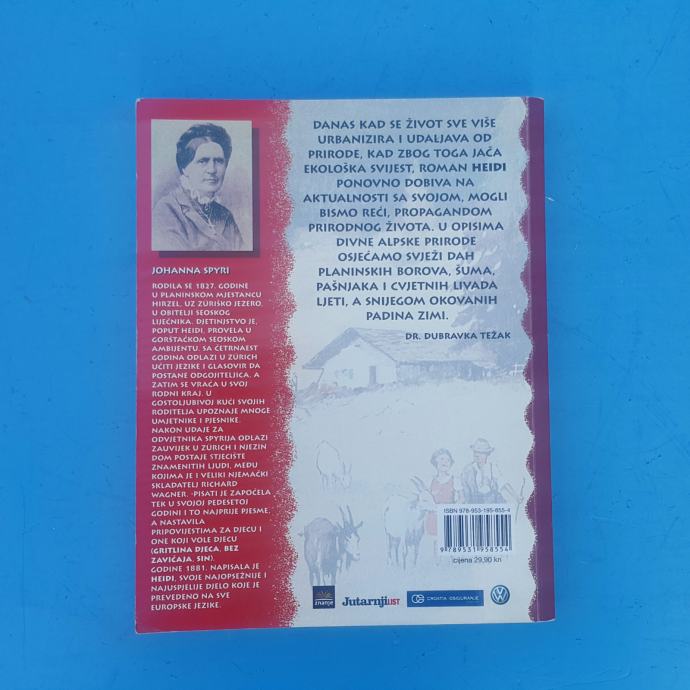 JOHANNA SPYRI
RODILA SE 1827. GODINE
U PLANINSKOM MJESTANCU
HIRZEL, UZ ZÜRIŠKO JEZERO,
U OBITELJI SEOSKOG
LIJEČNIKA. DJETINJSTVO JE,
POPUT HEIDI, PROVELA U
GORŠTAČKOM SEOSKOM
AMBIJENTU. SA ČETRNAEST
GODINA ODLAZI U ZÜRICH
UČITI JEZIKE I GLASOVIR DA
POSTANE ODGOJITELJICA. A
ZATIM SE VRAĆA U SVOJ
RODNI KRAJ. U
GOSTOLJUBIVOJ KUĆI SVOJIH
RODITELJA UPOZNAJE MNOGE
UMJETNIKE I PJESNIKE.
NAKON UDAJE ZA
ODVJETNIKA SPYRIJA ODLAZI
ZAUVIJEK U ZÜRICH I NJEZIN
DOM POSTAJE STJECIŠTE
ZNAMENITIH LJUDI, MEĐU
KOJIMA JE I VELIKI NJEMAČKI
SKLADATELJ RICHARD
WAGNER. -PISATI JE ZAPOČELA
TEK U SVOJOJ PEDESETOJ
GODINI I TO NAJPRIJE PJESME,
A NASTAVILA
PRIPOVIJESTIMA ZA DJECU I
ONE KOJI VOLE DJECU
(GRITLINA DJECA, BEZ
ZAVIČAJA, SIN).
GODINE 1881. NAPISALA JE
HEIDI, SVOJE NAJOPSEŽNIJE I
NAJUSPJELIJE DJELO KOJE JE
PREVEDENO NA SVE
EUROPSKE JEZIKE.
DANAS KAD SE ŽIVOT SVE VIŠE
URBANIZIRA I UDALJAVA OD
PRIRODE, KAD ZBOG TOGA JAČA
EKOLOŠKA SVIJEST, ROMAN HEIDI
PONOVNO DOBIVA NA
AKTUALNOSTI SA SVOJOM, MOGLI
BISMO REĆI, PROPAGANDOM
PRIRODNOG ŽIVOTA. U OPISIMA
DIVNE ALPSKE PRIRODE
OSJEĆAMO SVJEŽI DAH
PLANINSKIH BOROVA, ŠUMA,
PAŠNJAKA I CVJETNIH LIVADA
LJETI, A SNIJEGOM OKOVANIH
PADINA ZIMI.
DR. DUBRAVKA TEŽAK
ISBN 978-953-195-855-4
9 789531 958554
cijena 29,90 kn
znanje
Jutarnji LIST
CROATIA OSIGURANJE